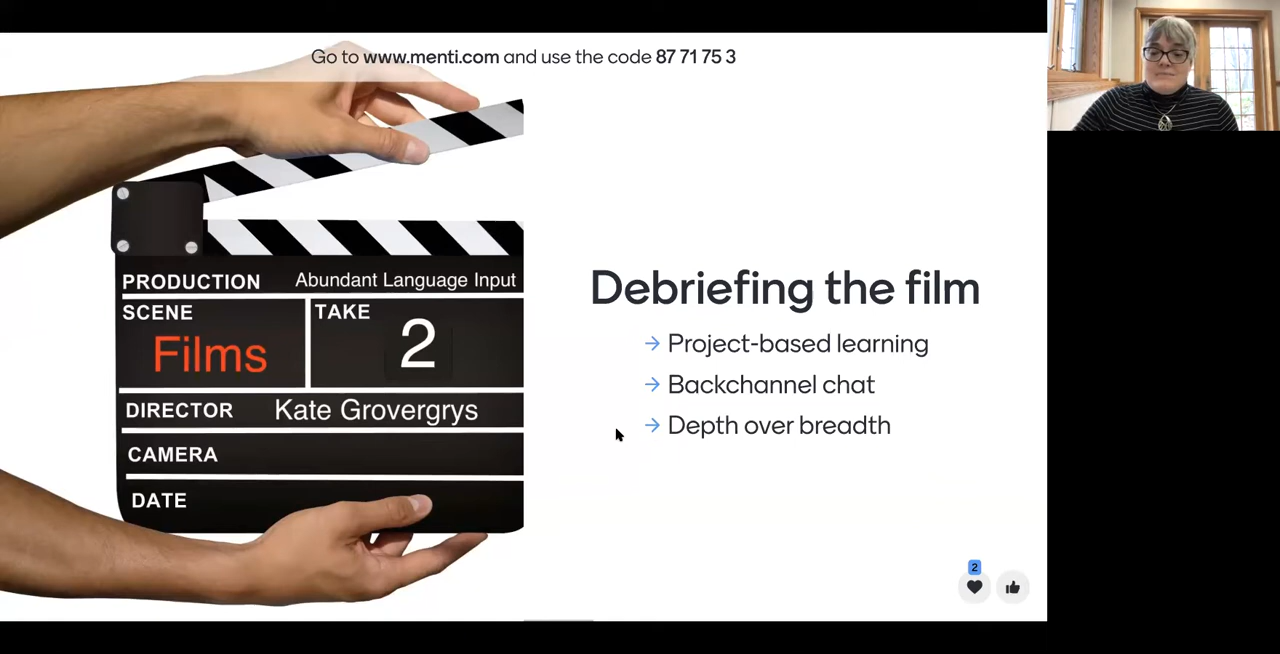 Go to www.menti.com and use the code 87 71 75 3
PRODUCTION Abundant Language Input
SCENE
Films
TAKE
2
DIRECTOR Kate Grovergrys
CAMERA
DATE
Debriefing the film
→ Project-based learning
→ Backchannel chat
→ Depth over breadth
2